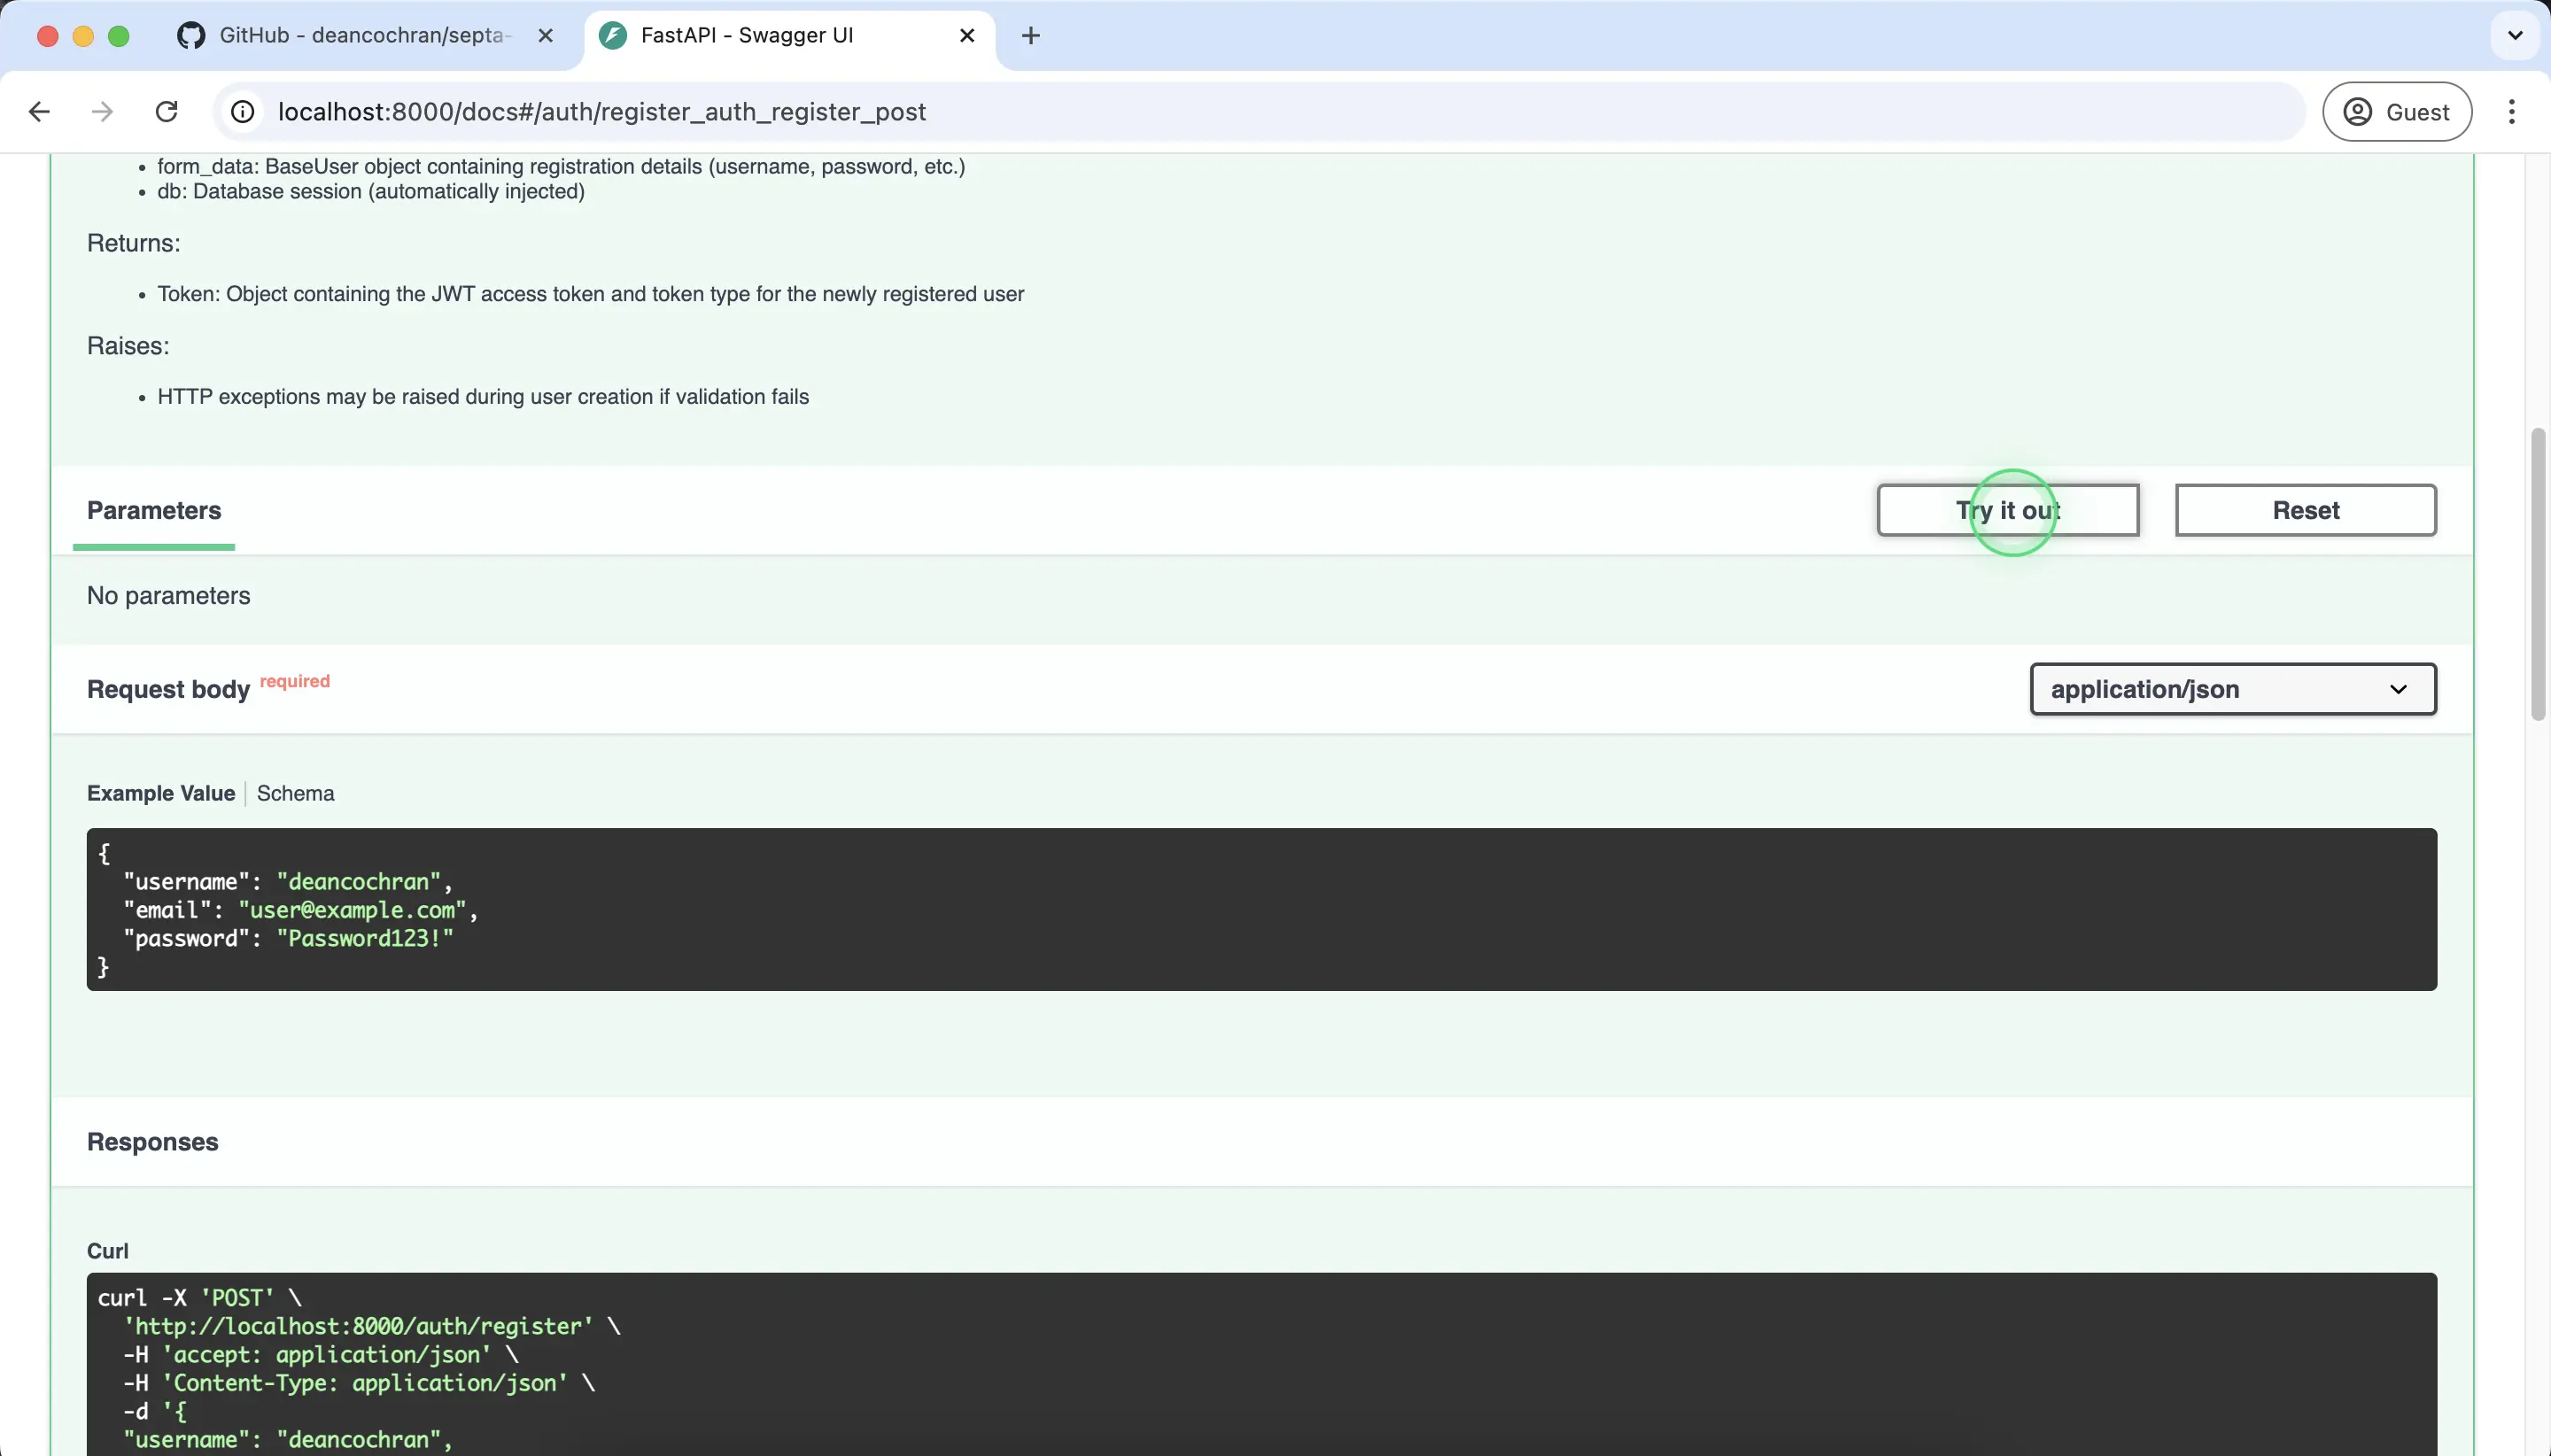 GitHub - deancochran/septa-
FastAPI - Swagger UI
localhost:8000/docs#/auth/register_auth_register_post
Guest
form_data: BaseUser object containing registration details (username, password, etc.)
db: Database session (automatically injected)
Returns:
Token: Object containing the JWT access token and token type for the newly registered user
Raises:
HTTP exceptions may be raised during user creation if validation fails
Parameters
Try it out
Reset
No parameters
Request body required
application/json
Example Value
Schema
{
"username": "deancochran",
"email": "user@example.com",
"password": "Password123!"
}
Responses
Curl
curl -X 'POST' \
'http://localhost:8000/auth/register' \
-H 'accept: application/json' \
-H 'Content-Type: application/json' \
-d '{
"username": "deancochran",